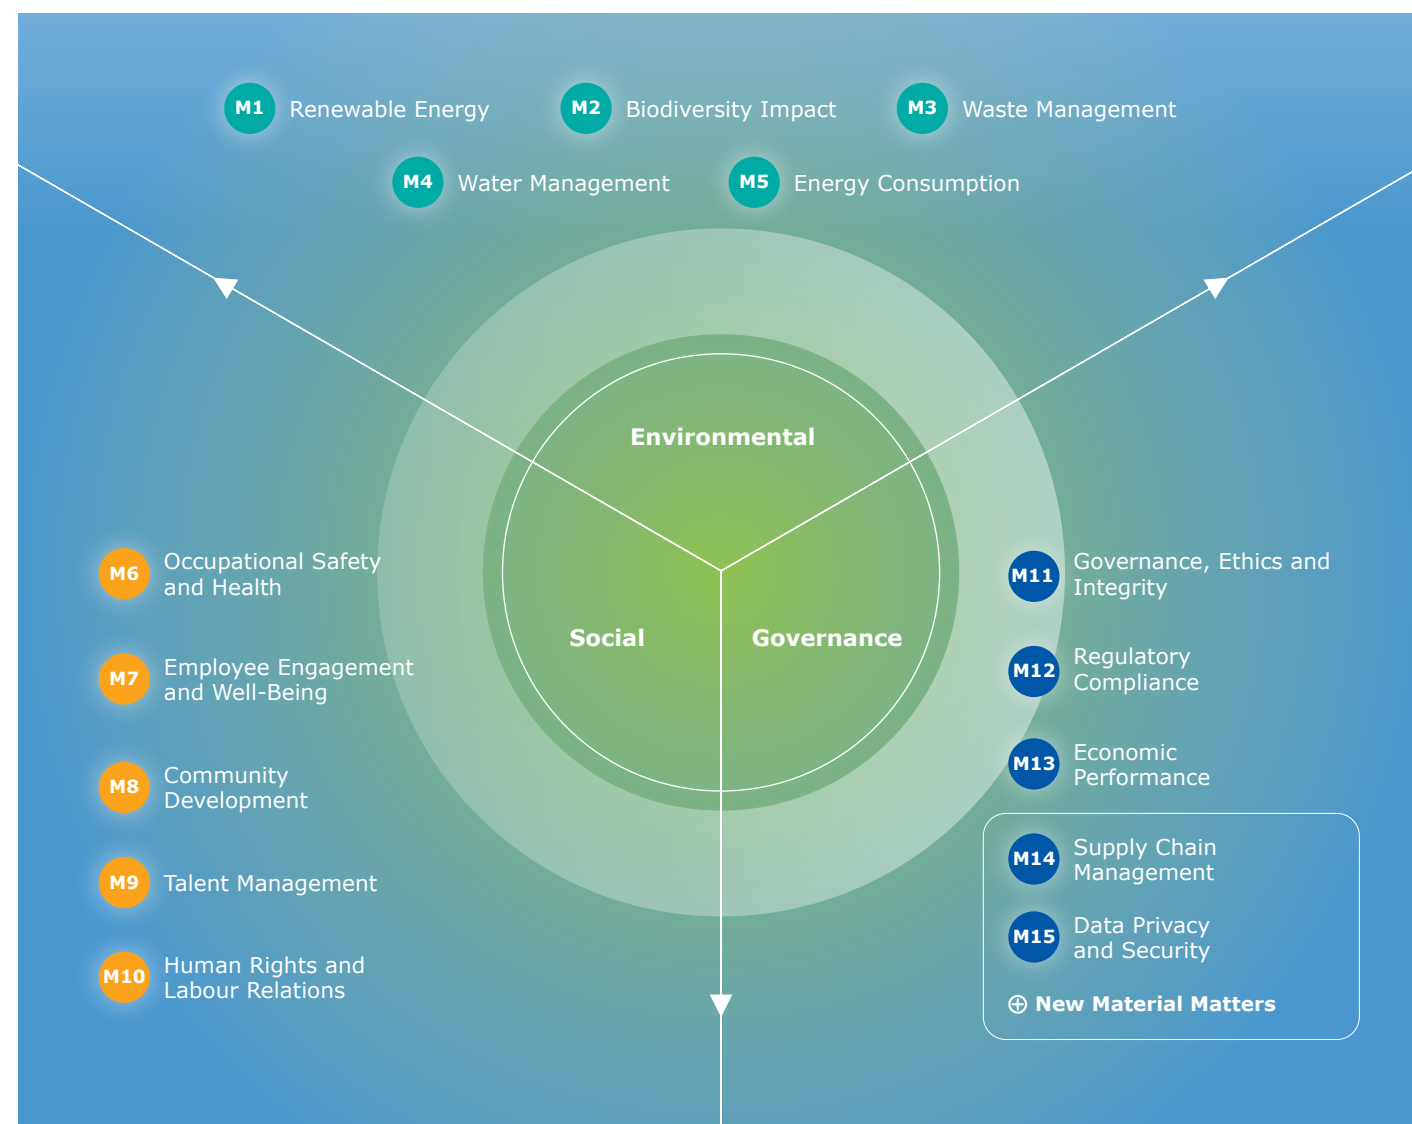 M1 Renewable Energy
M2 Biodiversity Impact
M3 Waste Management
M4 Water Management
M5 Energy Consumption
Environmental
Social
Governance
M6 Occupational Safety
and Health
M7 Employee Engagement
and Well-Being
M8 Community
Development
M9 Talent Management
M10 Human Rights and
Labour Relations
M11 Governance, Ethics and
Integrity
M12 Regulatory
Compliance
M13 Economic
Performance
M14 Supply Chain
Management
M15 Data Privacy
and Security
⊕ New Material Matters